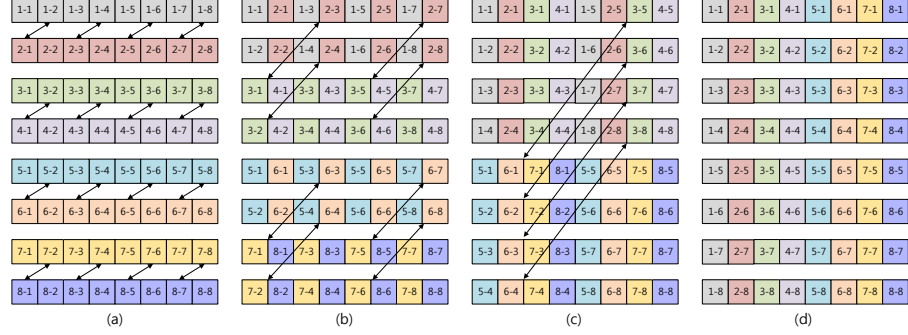 1-1 1-2 1-3 1-4 1-5 1-6 1-7 1-8
2-1 2-2 2-3 2-4 2-5 2-6 2-7 2-8
3-1 3-2 3-3 3-4 3-5 3-6 3-7 3-8
4-1 4-2 4-3 4-4 4-5 4-6 4-7 4-8
5-1 5-2 5-3 5-4 5-5 5-6 5-7 5-8
6-1 6-2 6-3 6-4 6-5 6-6 6-7 6-8
7-1 7-2 7-3 7-4 7-5 7-6 7-7 7-8
8-1 8-2 8-3 8-4 8-5 8-6 8-7 8-8
(a)
1-1 2-1 1-3 2-3 1-5 2-5 1-7 2-7
1-2 2-2 1-4 2-4 1-6 2-6 1-8 2-8
3-1 4-1 3-3 4-3 3-5 4-5 3-7 4-7
3-2 4-2 3-4 4-4 3-6 4-6 3-8 4-8
5-1 6-1 5-3 6-3 5-5 6-5 5-7 6-7
5-2 6-2 5-4 6-4 5-6 6-6 5-8 6-8
7-1 8-1 7-3 8-3 7-5 8-5 7-7 8-7
7-2 8-2 7-4 8-4 7-6 8-6 7-8 8-8
(b)
1-1 2-1 3-1 4-1 1-5 2-5 3-5 4-5
1-2 2-2 3-2 4-2 1-6 2-6 3-6 4-6
1-3 2-3 3-3 4-3 1-7 2-7 3-7 4-7
1-4 2-4 3-4 4-4 1-8 2-8 3-8 4-8
5-1 6-1 7-1 8-1 5-5 6-5 7-5 8-5
5-2 6-2 7-2 8-2 5-6 6-6 7-6 8-6
5-3 6-3 7-3 8-3 5-7 6-7 7-7 8-7
5-4 6-4 7-4 8-4 5-8 6-8 7-8 8-8
(c)
1-1 2-1 3-1 4-1 5-1 6-1 7-1 8-1
1-2 2-2 3-2 4-2 5-2 6-2 7-2 8-2
1-3 2-3 3-3 4-3 5-3 6-3 7-3 8-3
1-4 2-4 3-4 4-4 5-4 6-4 7-4 8-4
1-5 2-5 3-5 4-5 5-5 6-5 7-5 8-5
1-6 2-6 3-6 4-6 5-6 6-6 7-6 8-6
1-7 2-7 3-7 4-7 5-7 6-7 7-7 8-7
1-8 2-8 3-8 4-8 5-8 6-8 7-8 8-8
(d)